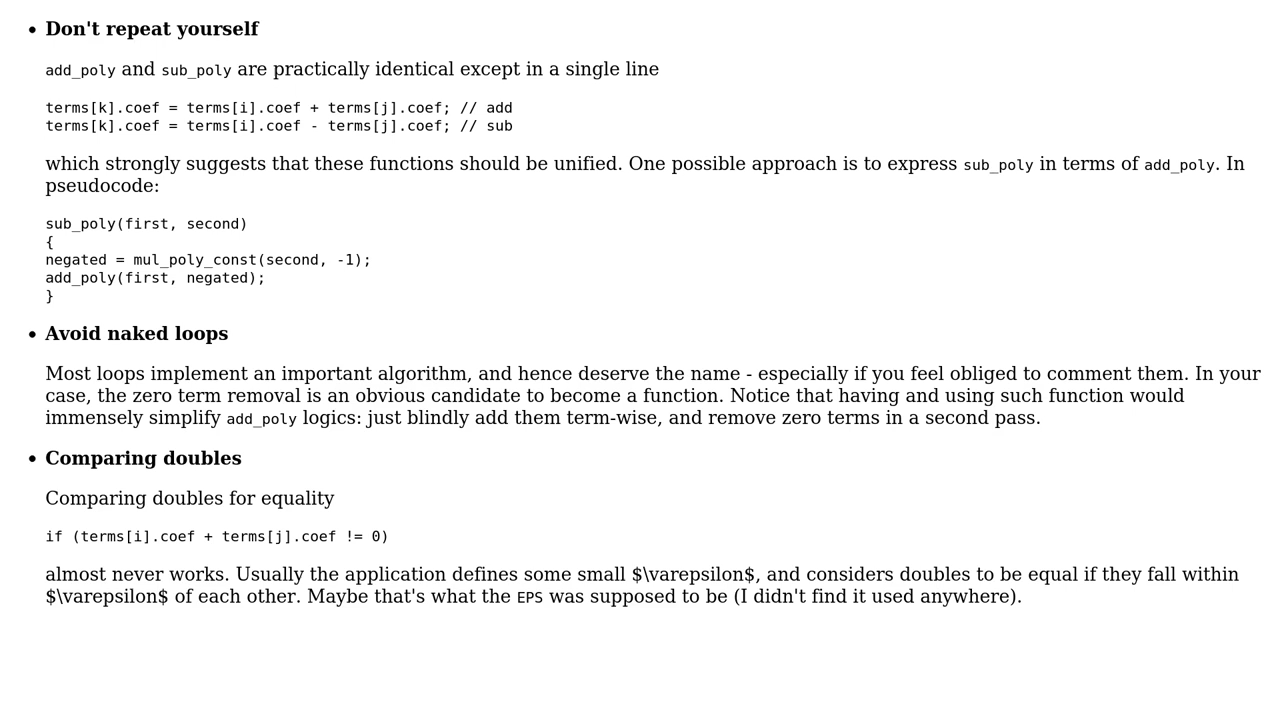 • Don't repeat yourself
add_poly and sub_poly are practically identical except in a single line
terms[k].coef = terms[i].coef + terms[j].coef; // add
terms[k].coef = terms[i].coef - terms[j].coef; // sub
which strongly suggests that these functions should be unified. One possible approach is to express sub_poly in terms of add_poly. In
pseudocode:
sub_poly(first, second)
{
negated = mul_poly_const(second, -1);
add_poly(first, negated);
}
• Avoid naked loops
Most loops implement an important algorithm, and hence deserve the name - especially if you feel obliged to comment them. In your
case, the zero term removal is an obvious candidate to become a function. Notice that having and using such function would
immensely simplify add_poly logics: just blindly add them term-wise, and remove zero terms in a second pass.
• Comparing doubles
Comparing doubles for equality
if (terms[i].coef + terms[j].coef != 0)
almost never works. Usually the application defines some small $\varepsilon$, and considers doubles to be equal if they fall within
$\varepsilon$ of each other. Maybe that's what the EPS was supposed to be (I didn't find it used anywhere).